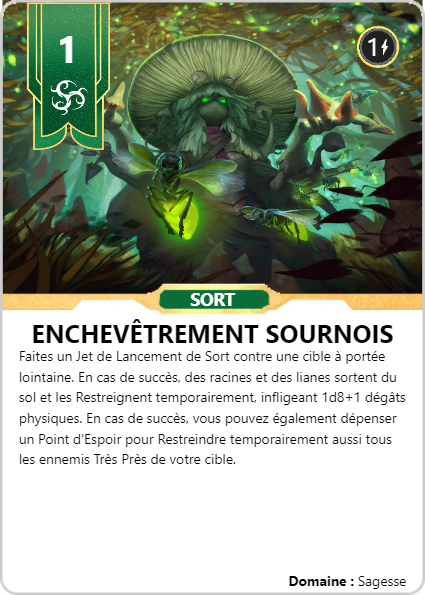 1
1
SORT
ENCHEVÊTREMENT SOURNOIS
Faites un Jet de Lancement de Sort contre une cible à portée
lointaine. En cas de succès, des racines et des lianes sortent du
sol et les Restreignent temporairement, infligeant 1d8+1 dégâts
physiques. En cas de succès, vous pouvez également dépenser
un Point d'Espoir pour Restreindre temporairement aussi tous
les ennemis Très Près de votre cible.
Domaine : Sagesse